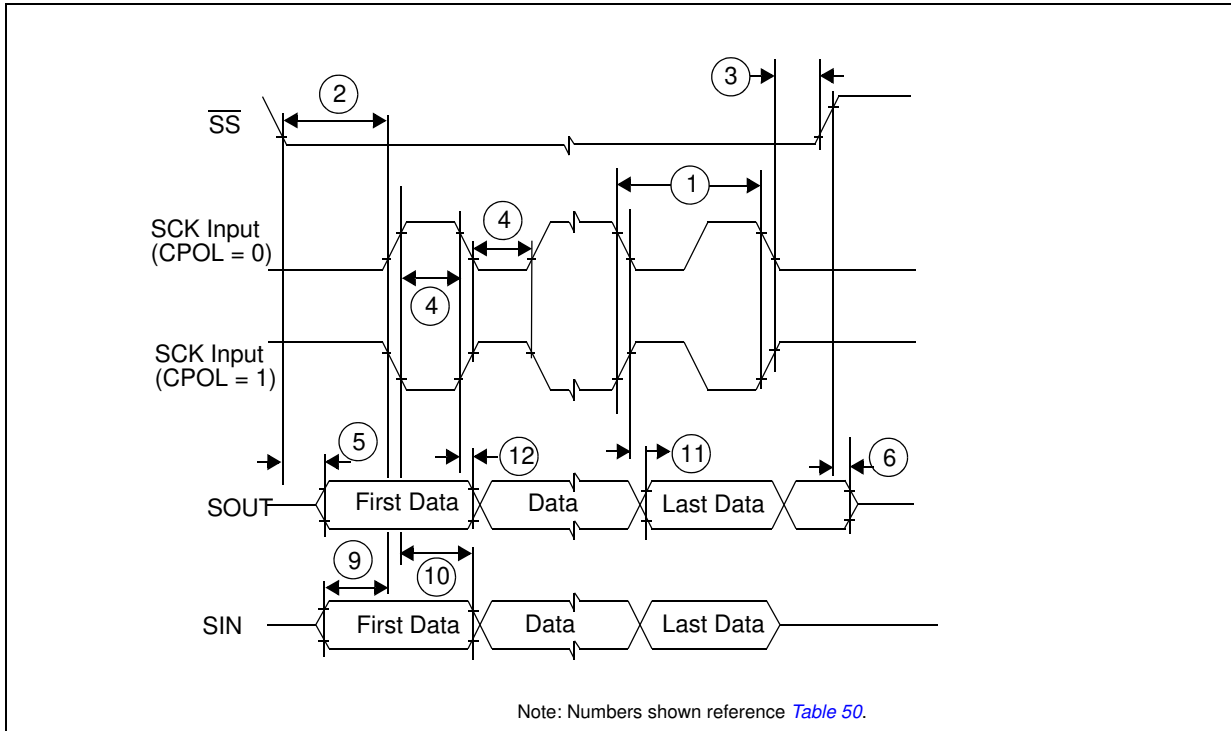 3
2
SS
1
SCK Input
(CPOL = 0)
4
4
SCK Input
(CPOL = 1)
5
12
11
6
SOUT
First Data
Data
Last Data
9
10
SIN
First Data
Data
Last Data
Note: Numbers shown reference Table 50.